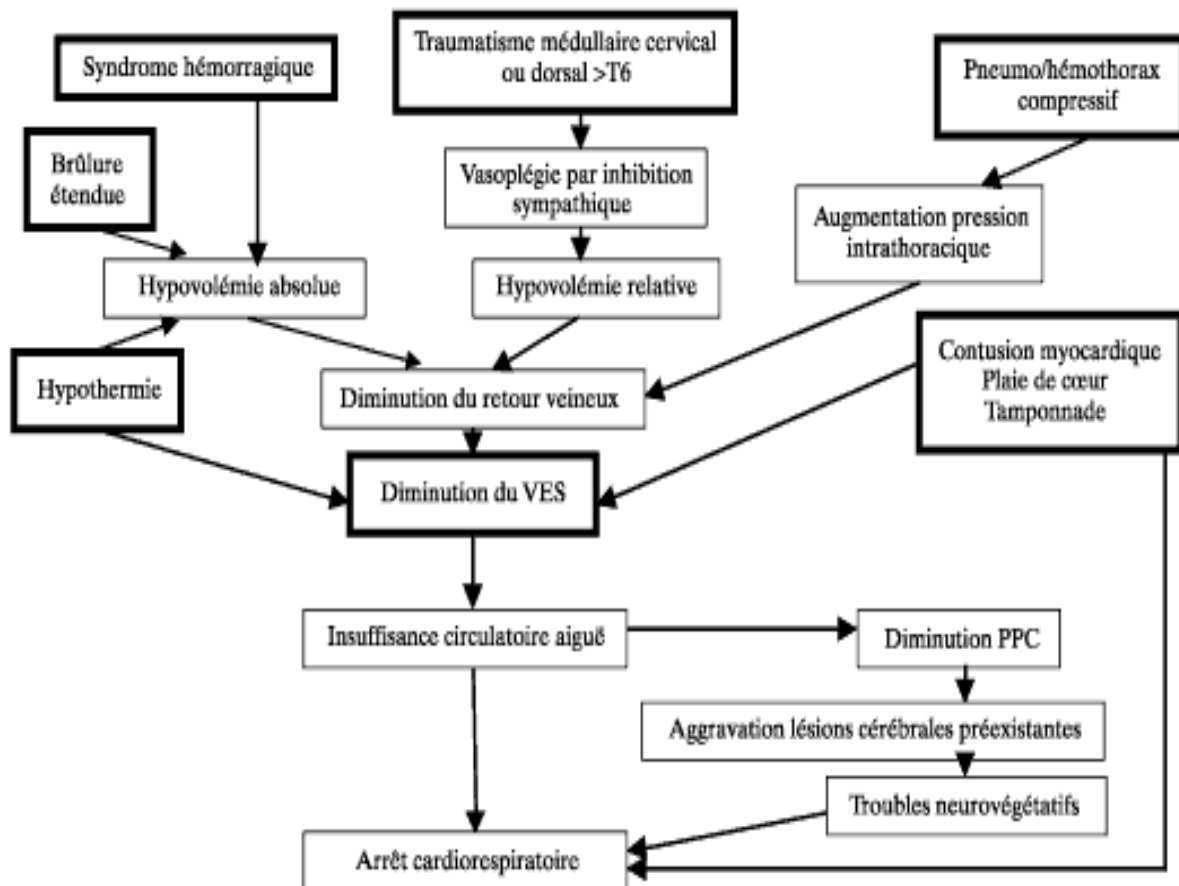 Syndrome hémorragique
Traumatisme médullaire cervical
ou dorsal >T6
Pneumo/hémothorax
compressif
Brûlure
étendue
Vasoplégie par inhibition
sympathique
Augmentation pression
intrathoracique
Hypovolémie absolue
Hypovolémie relative
Hypothermie
Diminution du retour veineux
Contusion myocardique
Plaie de cœur
Tamponnade
Diminution du VES
Insuffisance circulatoire aiguë
Diminution PPC
Aggravation lésions cérébrales préexistantes
Troubles neurovégétatifs
Arrêt cardiorespiratoire